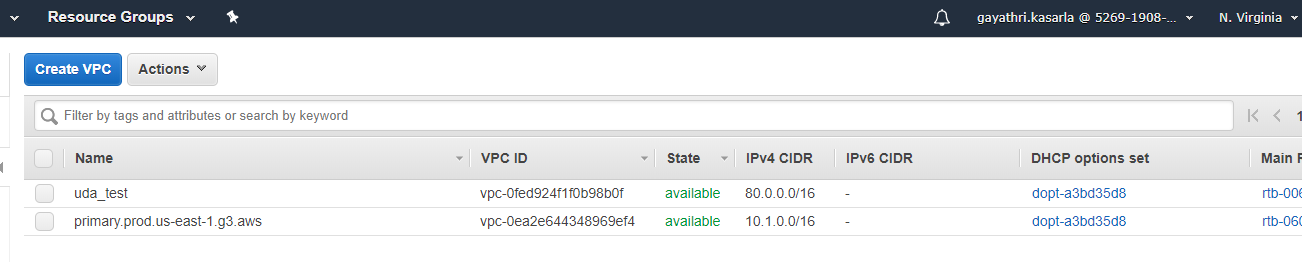 Resource Groups gayathri.kasarla @ 5269-1908-... N. Virginia
Create VPC Actions
Filter by tags and attributes or search by keyword 1
Name VPC ID State IPv4 CIDR IPv6 CIDR DHCP options set Main R
uda_test vpc-0fed924f1f0b98b0f available 80.0.0.0/16 - dopt-a3bd35d8 rtb-006
primary.prod.us-east-1.g3.aws vpc-0ea2e644348969ef4 available 10.1.0.0/16 - dopt-a3bd35d8 rtb-060